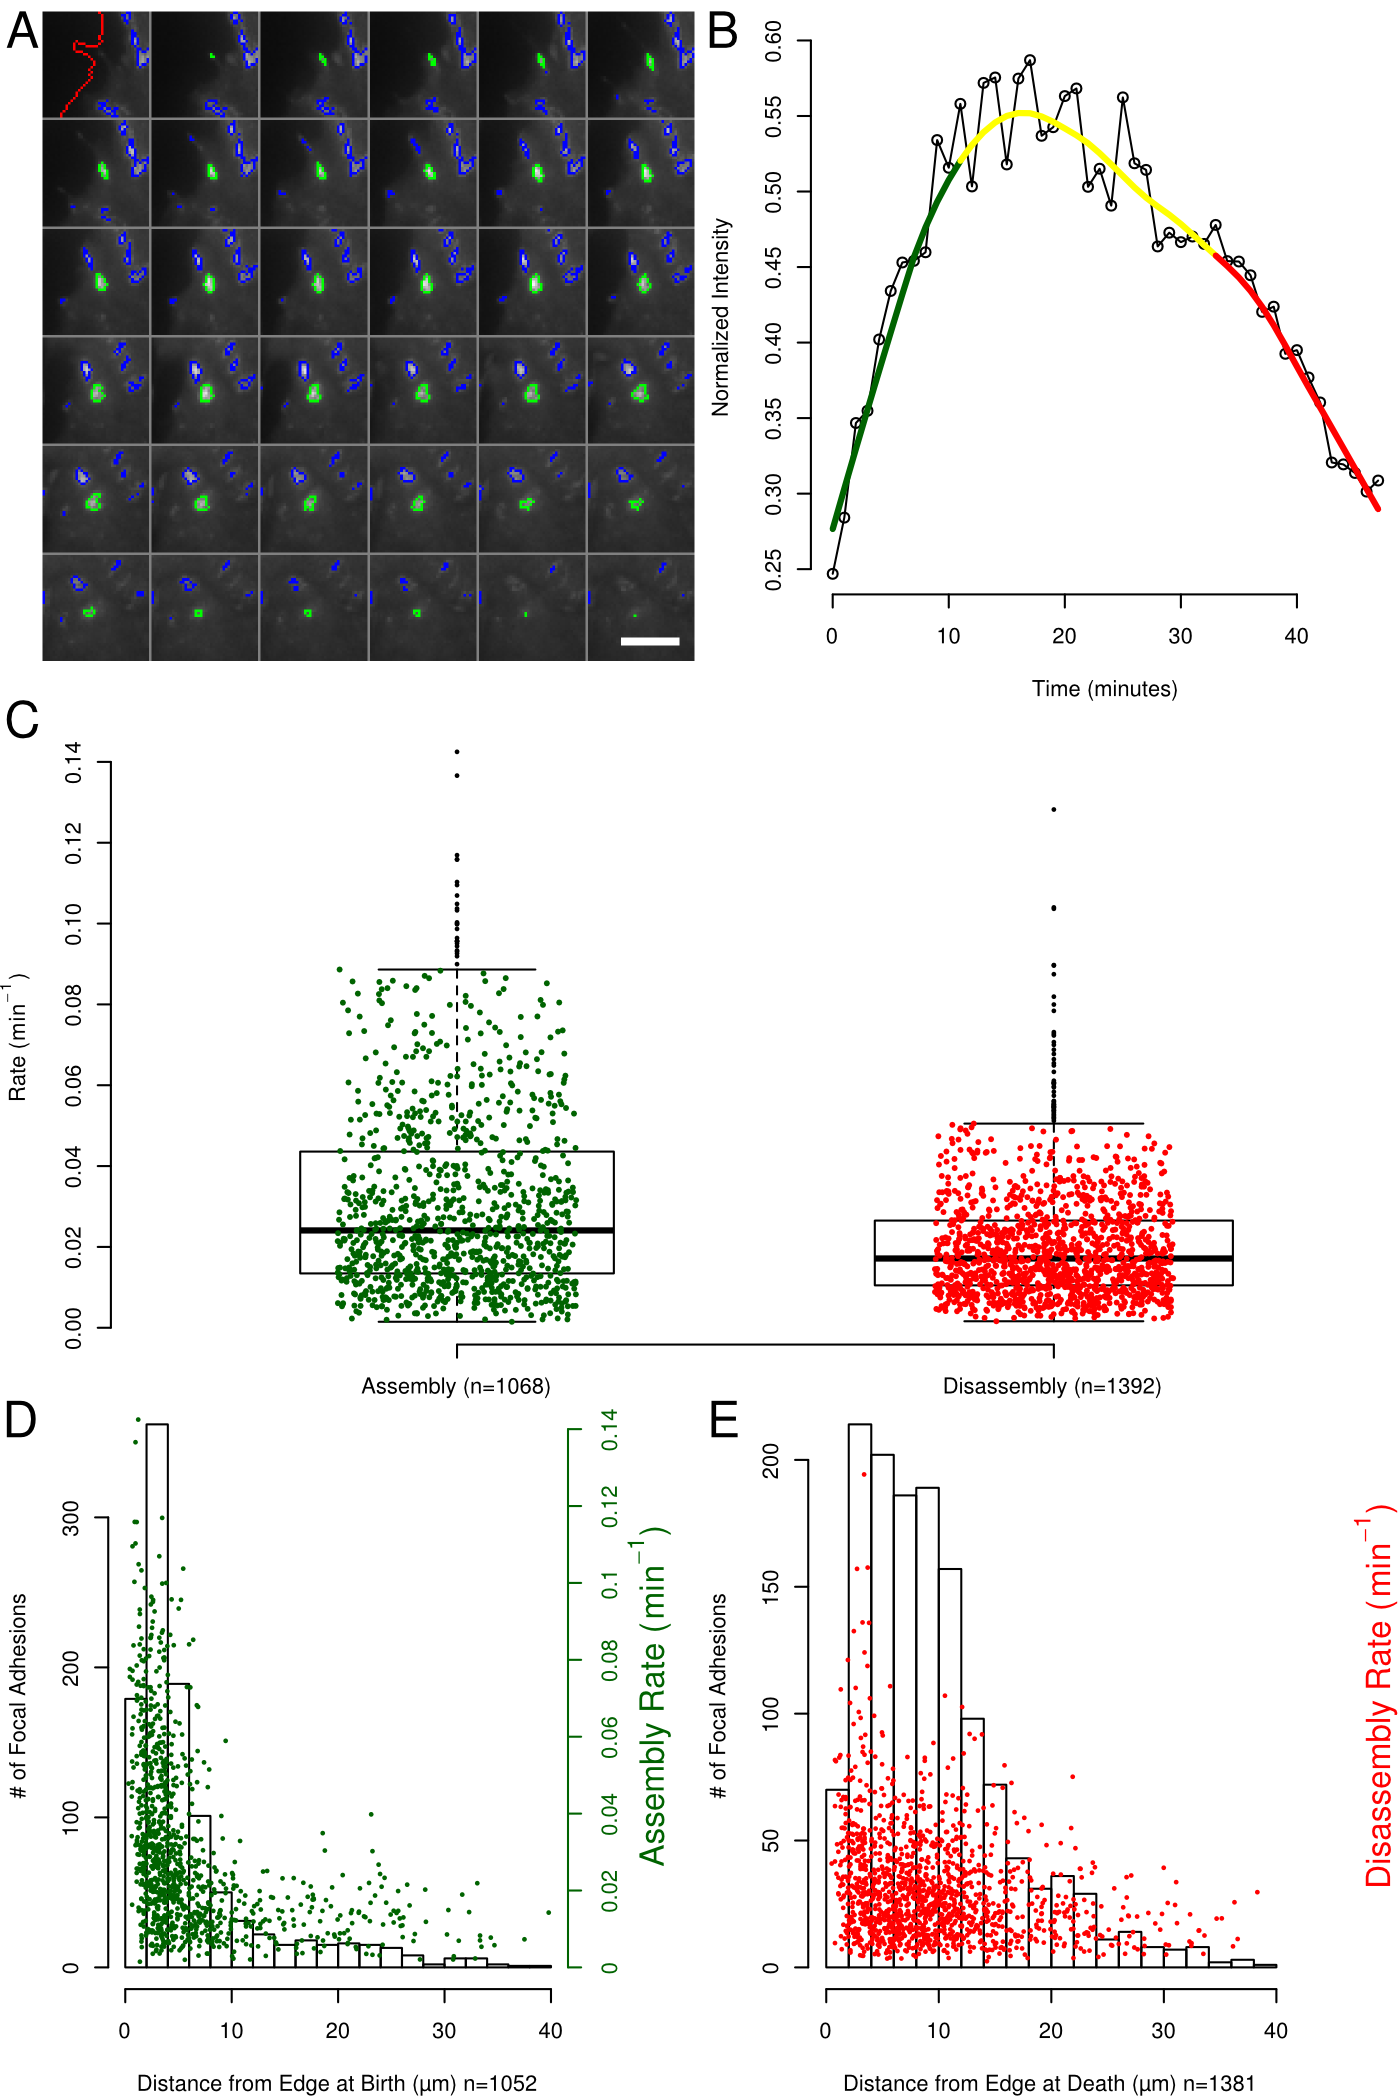 A
B
0.60
0.55
0.50
0.45
0.40
0.35
0.30
0.25
Normalized Intensity
0 10 20 30 40
Time (minutes)
C
0.14
0.12
0.10
0.08
0.06
0.04
0.02
0.00
Rate (min⁻¹)
Assembly (n=1068) Disassembly (n=1392)
D
300
200
100
0
# of Focal Adhesions
0.14
0.12
0.1
0.08
0.06
0.04
0.02
0
Assembly Rate (min⁻¹)
0 10 20 30 40
Distance from Edge at Birth (μm) n=1052
E
200
150
100
50
0
# of Focal Adhesions
Disassembly Rate (min⁻¹)
0 10 20 30 40
Distance from Edge at Death (μm) n=1381